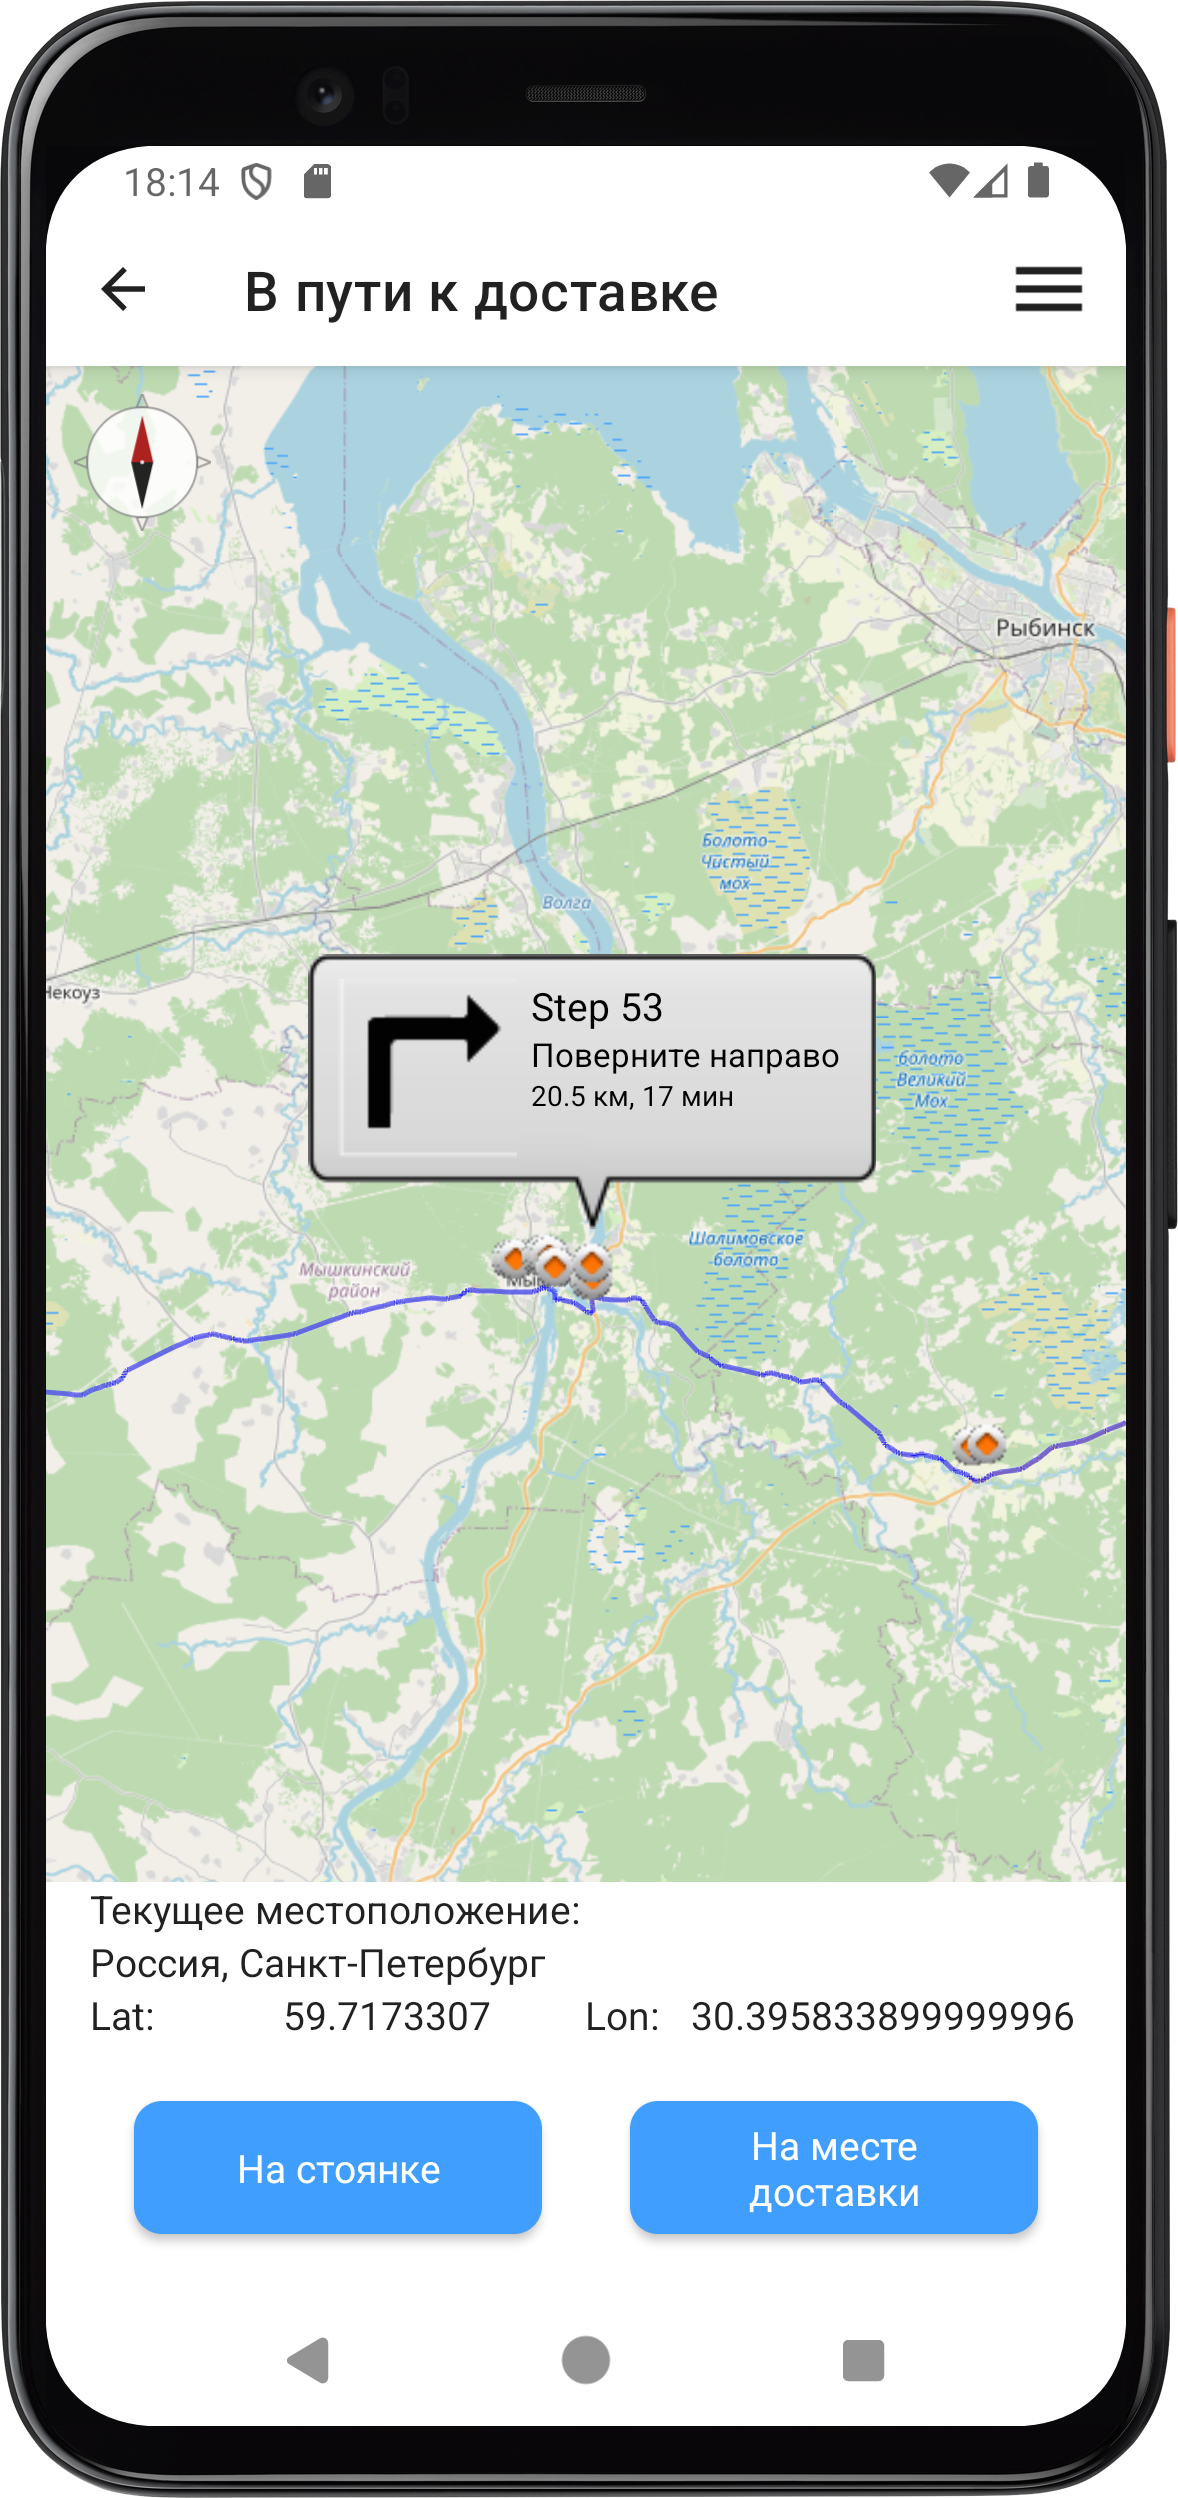 18:14
В пути к доставке
Рыбинск
Болото
Чистый
мох
Волга
Некоуз
Step 53
Поверните направо
20.5 км, 17 мин
болото
Великий
Мох
Шалимовское
болото
Мышкинский
район
Текущее местоположение:
Россия, Санкт-Петербург
Lat: 59.7173307 Lon: 30.395833899999996
На стоянке
На месте
доставки